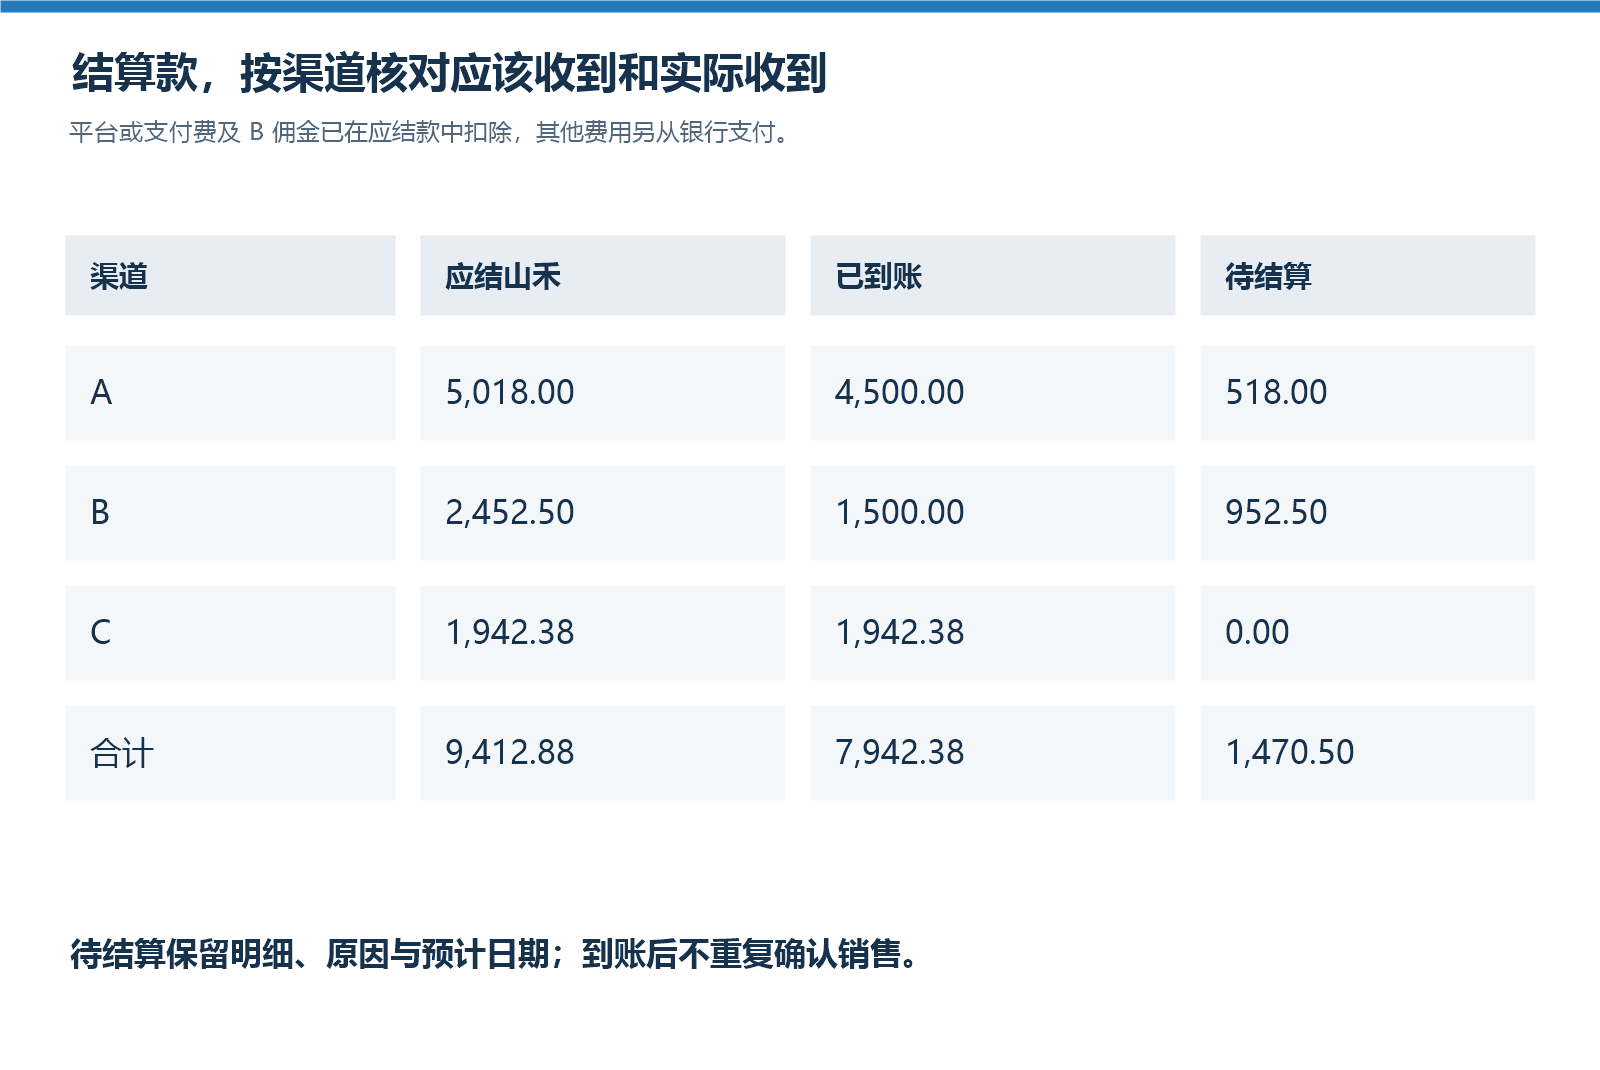 结算款，按渠道核对应该收到和实际收到
平台或支付费及 B 佣金已在应结款中扣除，其他费用另从银行支付。
渠道 应结山禾 已到账 待结算
A 5,018.00 4,500.00 518.00
B 2,452.50 1,500.00 952.50
C 1,942.38 1,942.38 0.00
合计 9,412.88 7,942.38 1,470.50
待结算保留明细、原因与预计日期；到账后不重复确认销售。